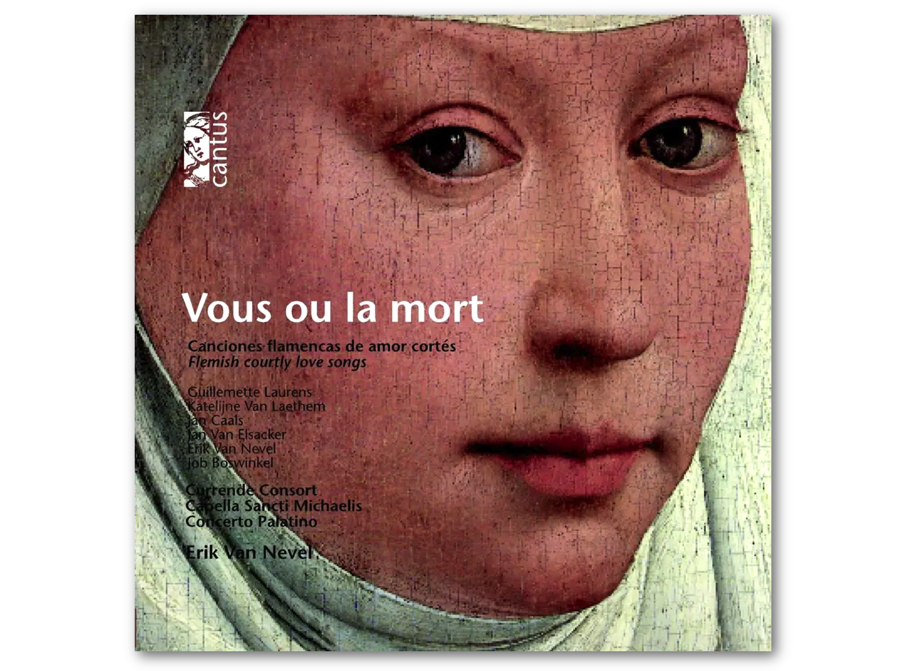 cantus
Vous ou la mort
Canciones flamencas de amor cortés
Flemish courtly love songs
Guillemette Laurens
Katelijne Van Laethem
Jan Caals
Jan Van Elsacker
Erik Van Nevel
Job Boswinkel
Currende Consort
Capella Sancti Michaelis
Concerto Palatino
Erik Van Nevel